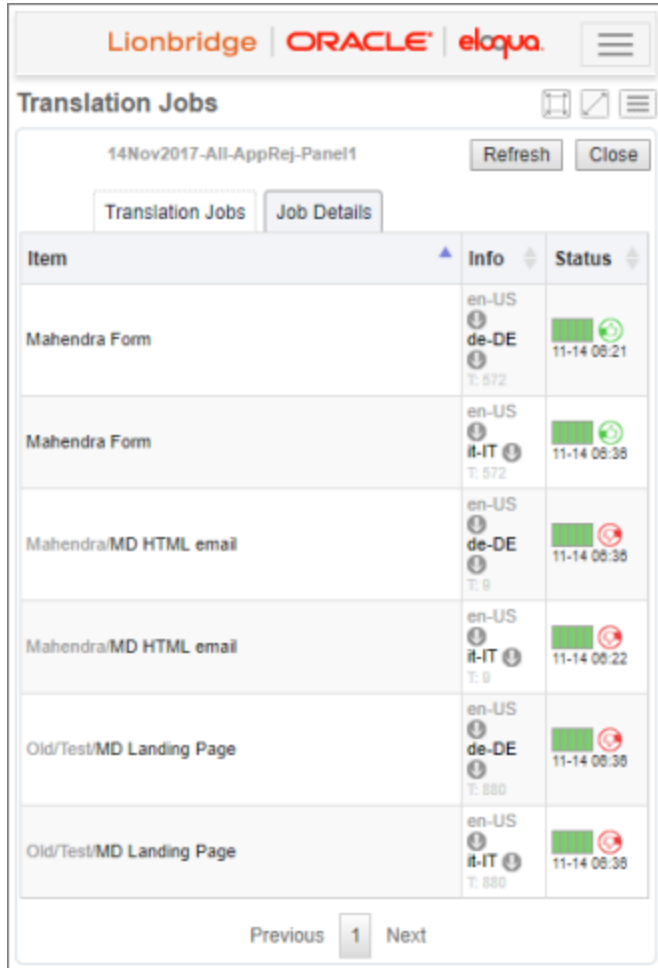 Lionbridge | ORACLE | eloqua.
Translation Jobs
14Nov2017-All-AppRej-Panel1 Refresh Close
Translation Jobs Job Details
Item Info Status
Mahendra Form
en-US
de-DE
T: 572
11-14 06:21
Mahendra Form
en-US
it-IT
T: 572
11-14 06:36
Mahendra/MD HTML email
en-US
de-DE
T: 9
11-14 06:36
Mahendra/MD HTML email
en-US
it-IT
T: 9
11-14 06:22
Old/Test/MD Landing Page
en-US
de-DE
T: 880
11-14 06:36
Old/Test/MD Landing Page
en-US
it-IT
T: 880
11-14 06:36
Previous 1 Next